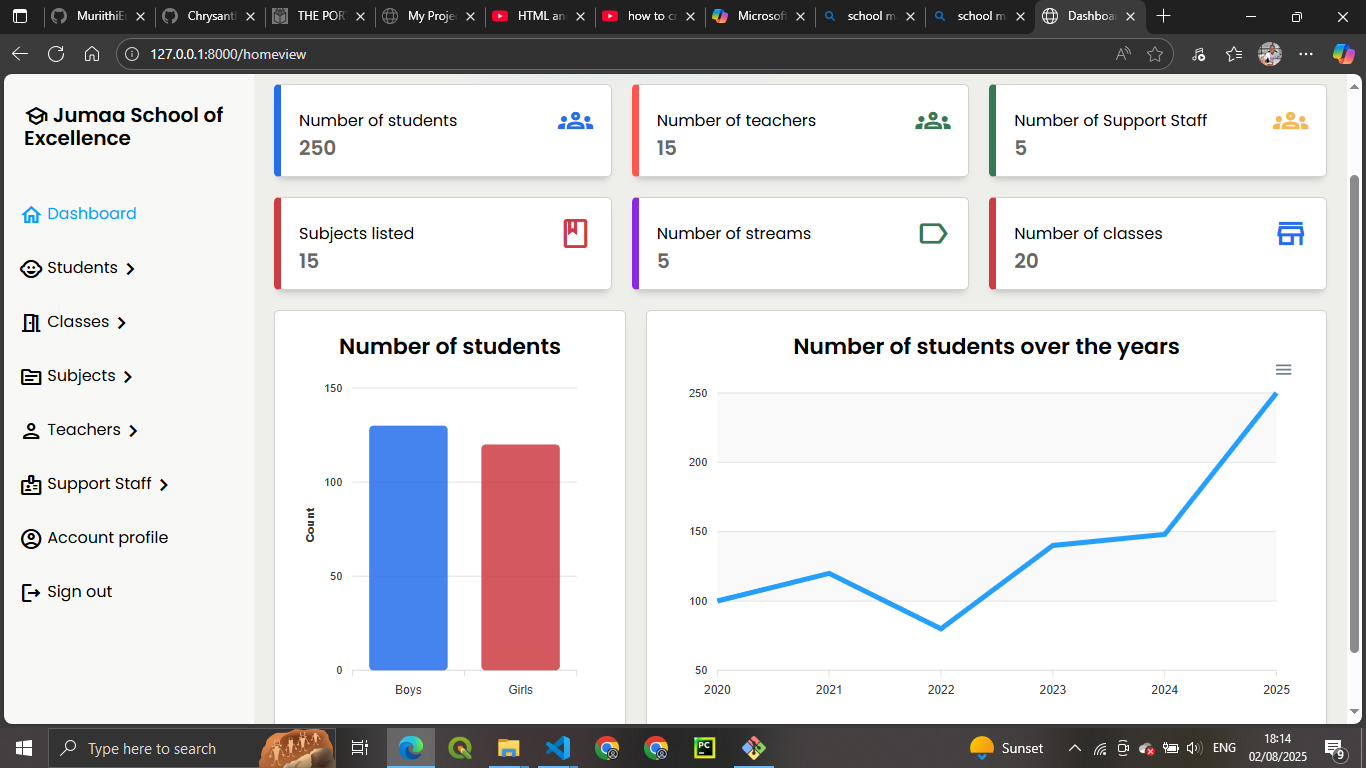 MuriithiE
Chrysantl
THE POR
My Proje
HTML an
how to c
Microsof
school m
school m
Dashboa
127.0.0.1:8000/homeview
Jumaa School of
Excellence
Dashboard
Students
Classes
Subjects
Teachers
Support Staff
Account profile
Sign out
Number of students
250
Number of teachers
15
Number of Support Staff
5
Subjects listed
15
Number of streams
5
Number of classes
20
Number of students
150
100
50
0
Count
Boys
Girls
Number of students over the years
250
200
150
100
50
2020
2021
2022
2023
2024
2025
Type here to search
PC
Sunset
ENG
18:14
02/08/2025
9